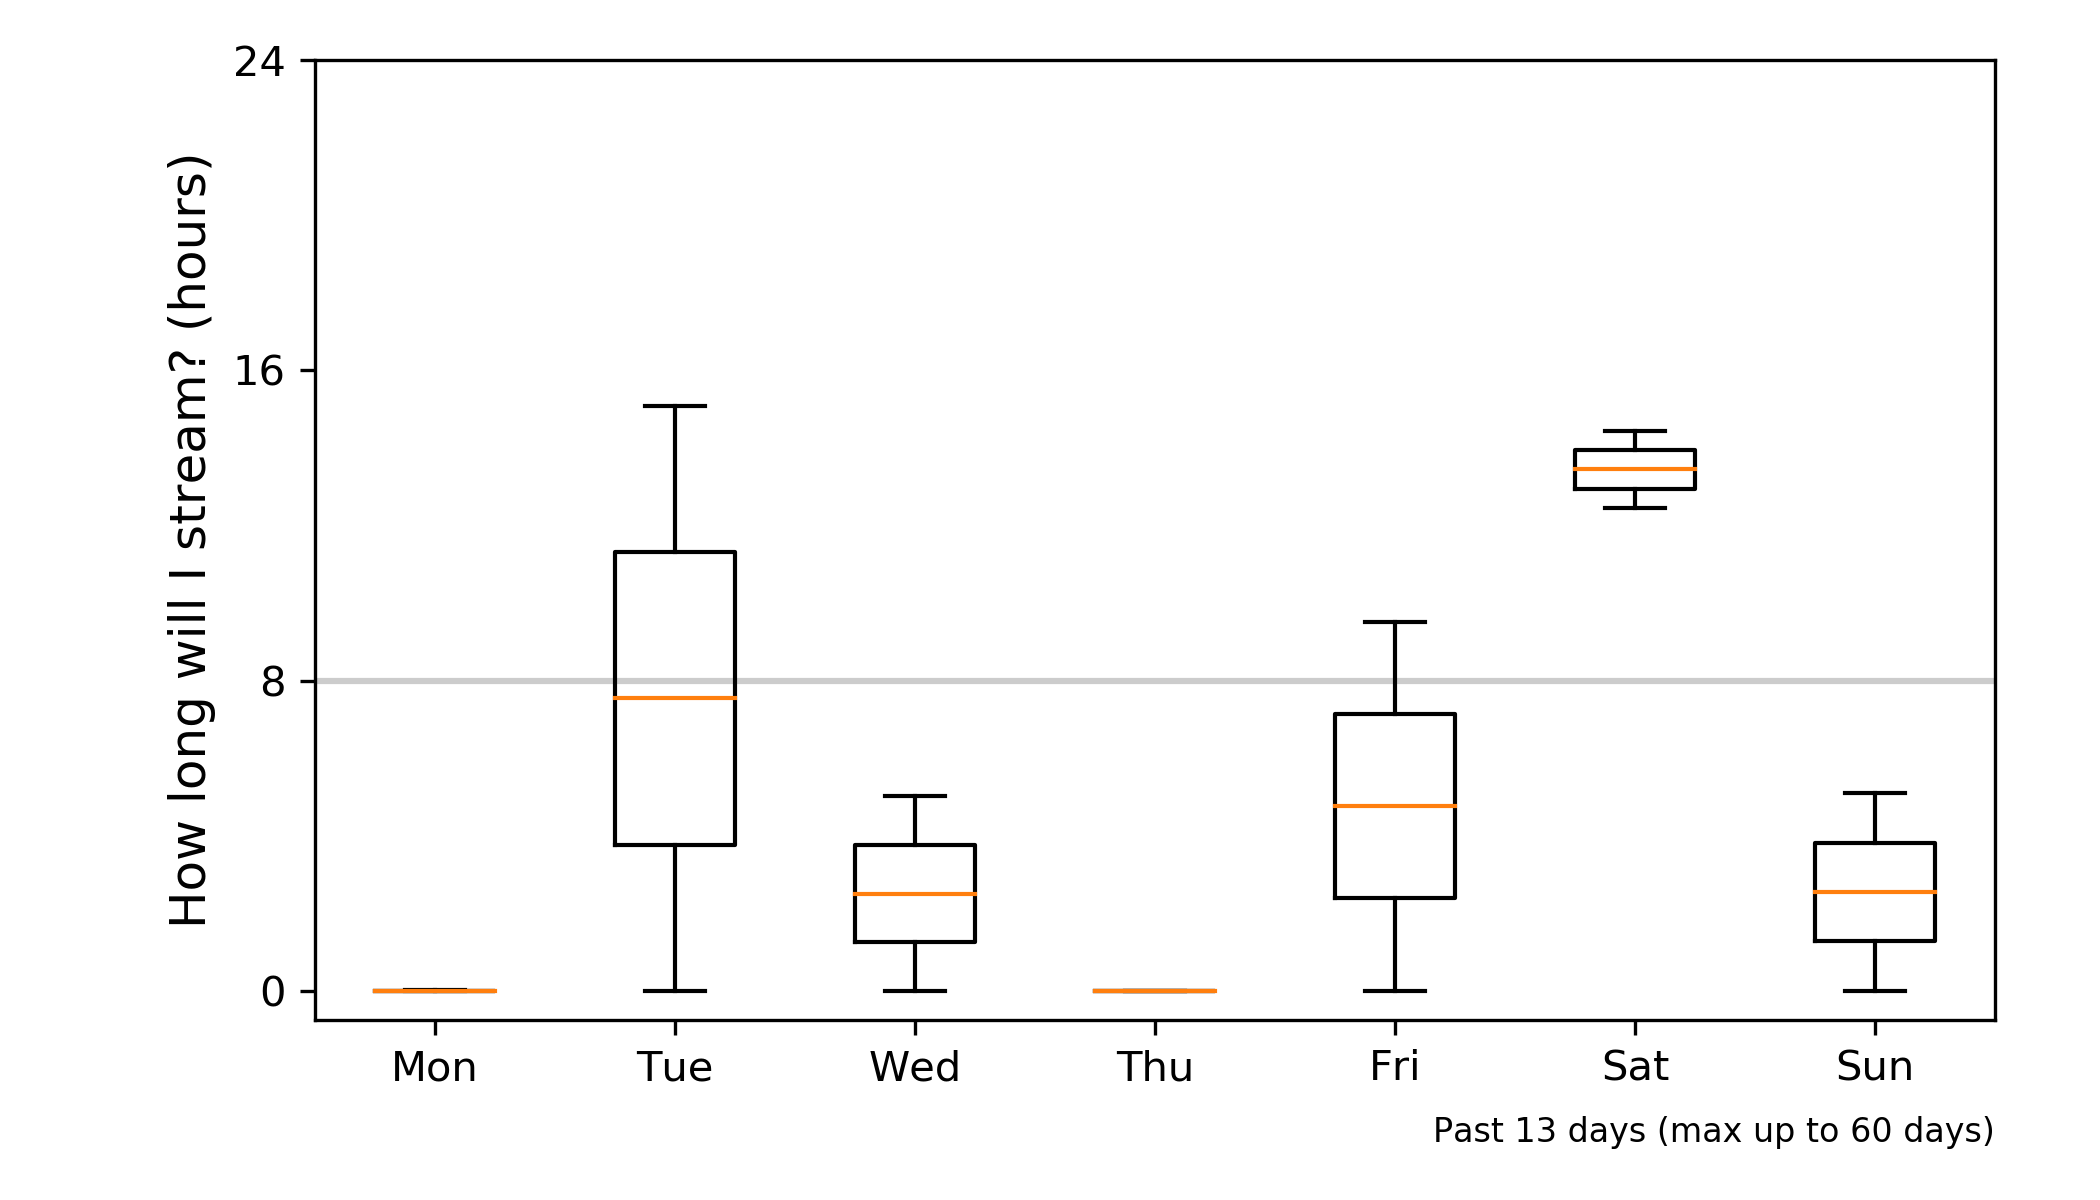 How long will I stream? (hours)
24
16
8
0
Mon Tue Wed Thu Fri Sat Sun
Past 13 days (max up to 60 days)